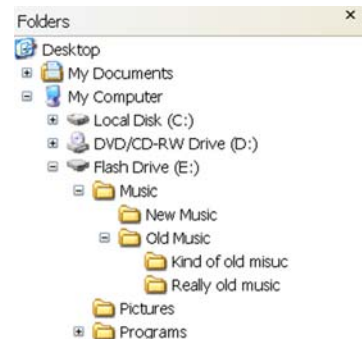 Folders
Desktop
My Documents
My Computer
Local Disk (C:)
DVD/CD-RW Drive (D:)
Flash Drive (E:)
Music
New Music
Old Music
Kind of old misuc
Really old music
Pictures
Programs